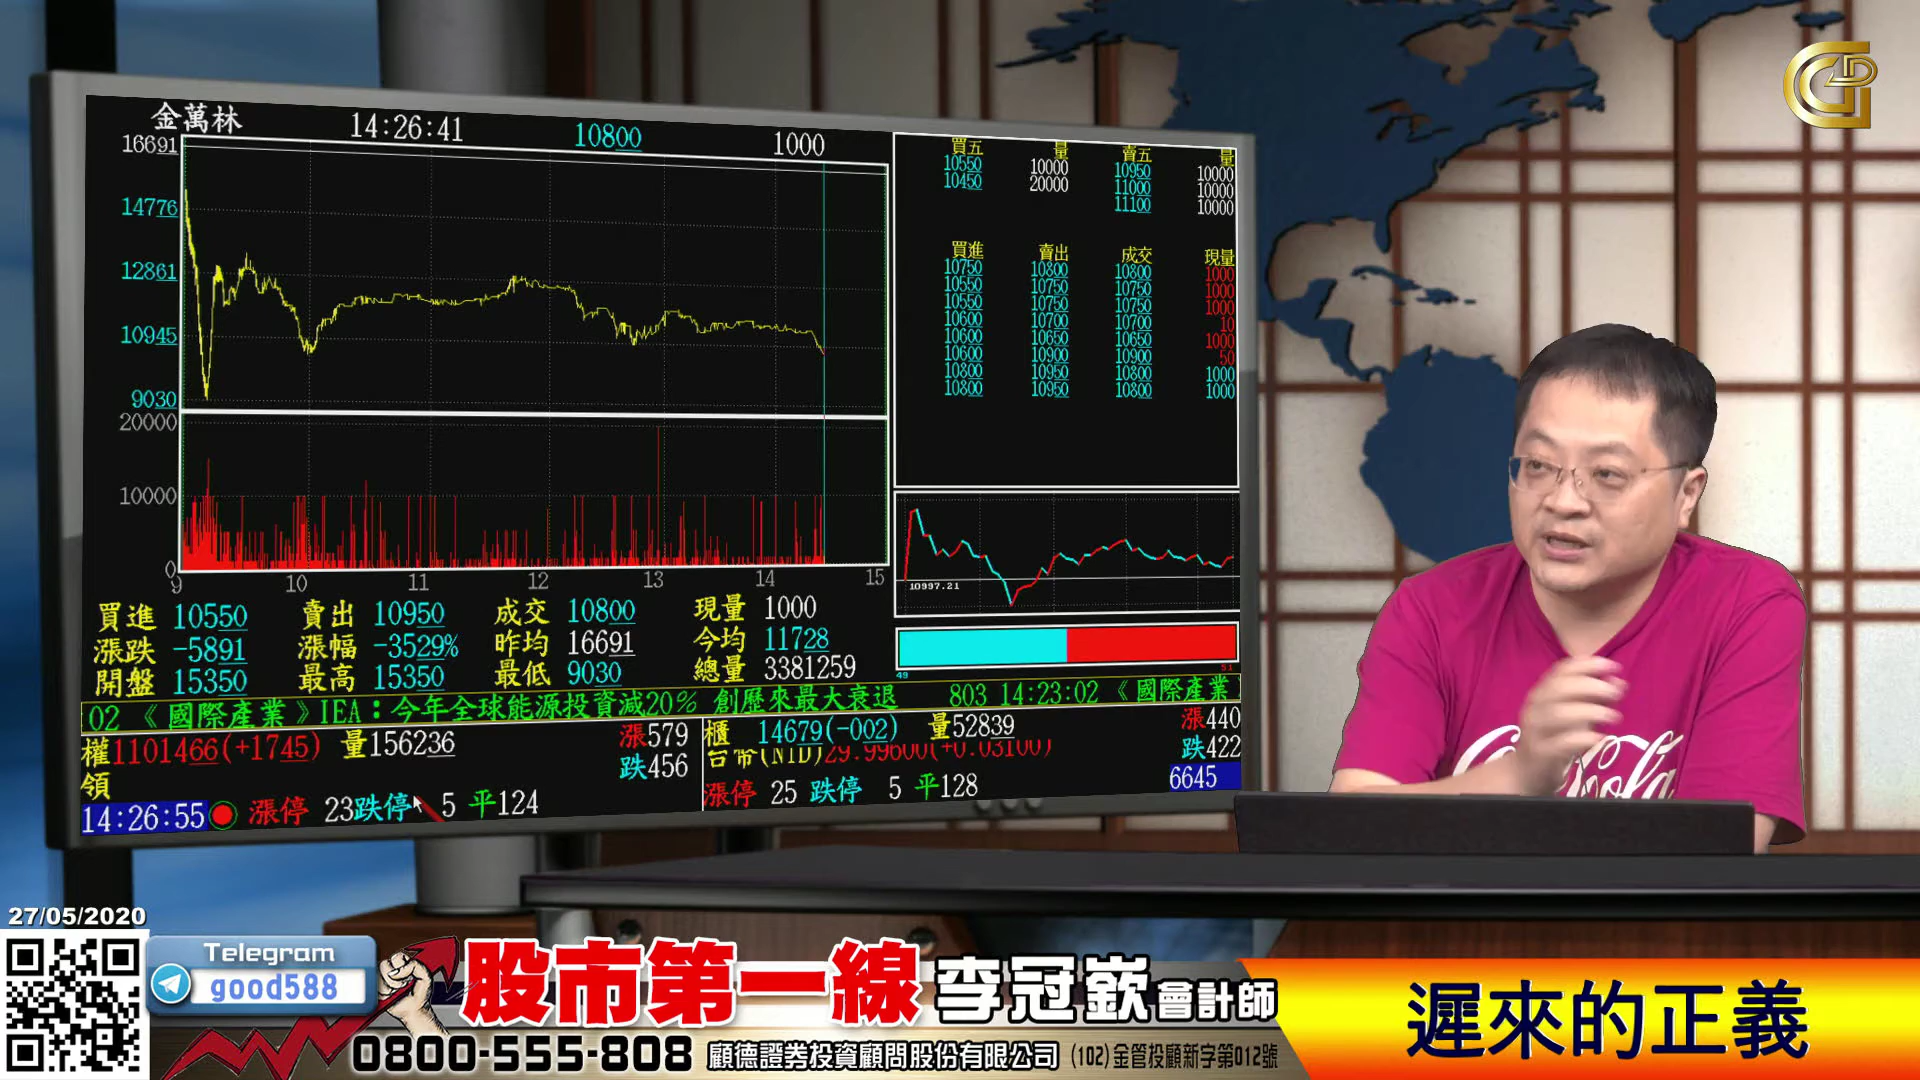 金萬林 14:26:41 10800 1000
16691
14776
12861
10945
9030
20000
10000
0
9 10 11 12 13 14 15
買五 量 賣五 量
10550 10000 10950 10000
10450 20000 11000 10000
11100 10000
買進 賣出 成交 現量
10750 10800 10800 1000
10550 10750 10750 1000
10550 10750 10750 1000
10600 10700 10700 10
10600 10650 10650 1000
10600 10900 10900 50
10800 10950 10800 1000
10800 10950 10800 1000
10997.21
49 51
買進 10550 賣出 10950 成交 10800 現量 1000
漲跌 -5891 漲幅 -3529% 昨均 16691 今均 11728
開盤 15350 最高 15350 最低 9030 總量 3381259
02 《國際產業》IEA：今年全球能源投資減20% 創歷來最大衰退 803 14:23:02 《國際產業
權1101466(+1745) 量156236 漲579 櫃 14679(-002) 量52839 漲440
跌456 台幣(NTD)29.99600(+0.03100) 跌422
領
14:26:55 漲停 23 跌停 5 平124 漲停 25 跌停 5 平128 6645
27/05/2020
Telegram
good588
股市第一線 李冠嶔會計師
0800-555-808 顧德證券投資顧問股份有限公司 (102)金管投顧新字第012號
遲來的正義
Coca-Cola